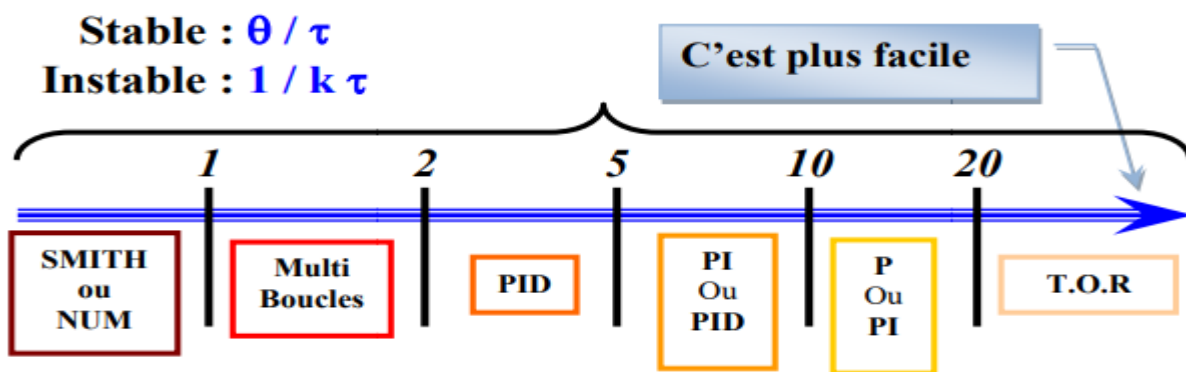 Stable : θ / τ
Instable : 1 / k τ
C'est plus facile
1 2 5 10 20
SMITH
ou
NUM
Multi
Boucles
PID
PI
Ou
PID
P
Ou
PI
T.O.R